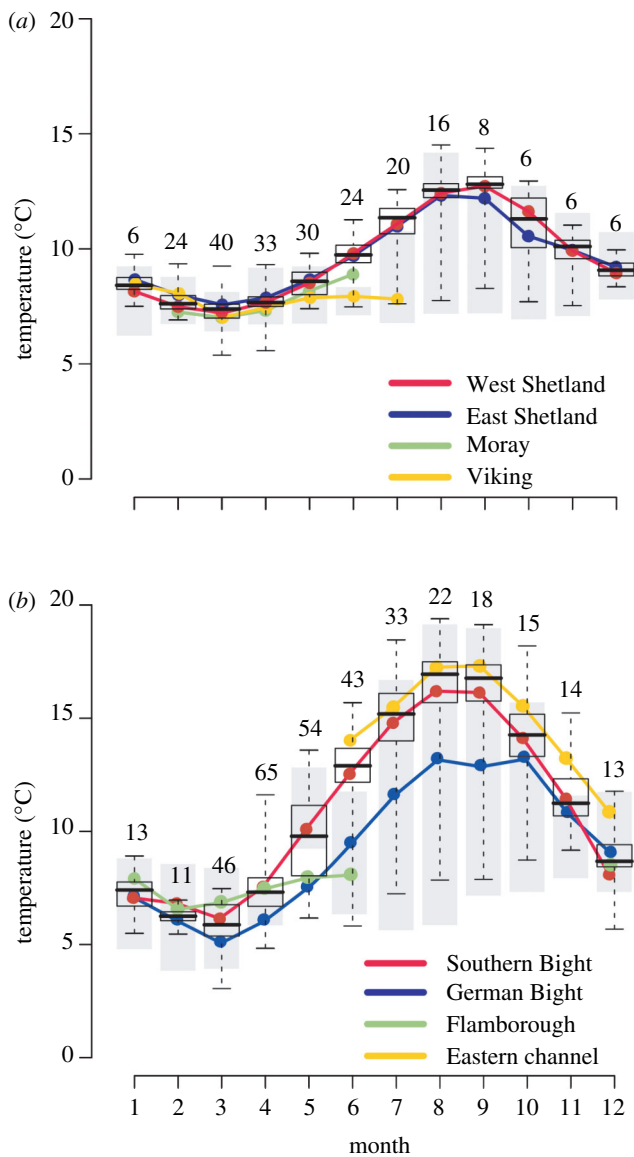 (a)
20
15
10
5
0
temperature (°C)
6 24 40 33 30 24 20 16 8 6 6 6
West Shetland
East Shetland
Moray
Viking
(b)
20
15
10
5
0
temperature (°C)
13 11 46 65 54 43 33 22 18 15 14 13
Southern Bight
German Bight
Flamborough
Eastern channel
1 2 3 4 5 6 7 8 9 10 11 12
month